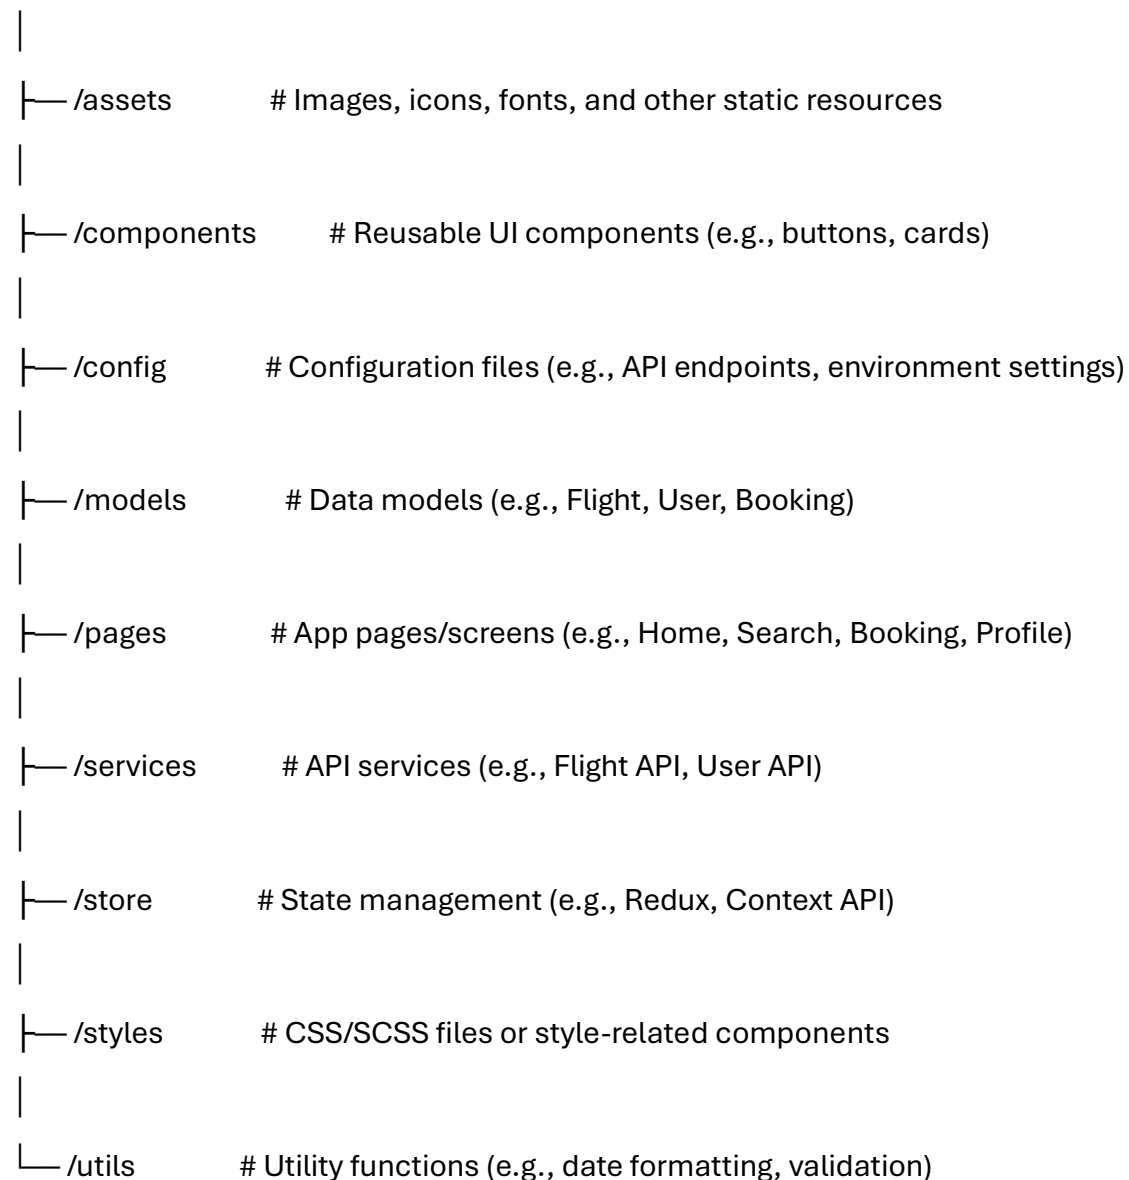 │
├── /assets # Images, icons, fonts, and other static resources
│
├── /components # Reusable UI components (e.g., buttons, cards)
│
├── /config # Configuration files (e.g., API endpoints, environment settings)
│
├── /models # Data models (e.g., Flight, User, Booking)
│
├── /pages # App pages/screens (e.g., Home, Search, Booking, Profile)
│
├── /services # API services (e.g., Flight API, User API)
│
├── /store # State management (e.g., Redux, Context API)
│
├── /styles # CSS/SCSS files or style-related components
│
└── /utils # Utility functions (e.g., date formatting, validation)